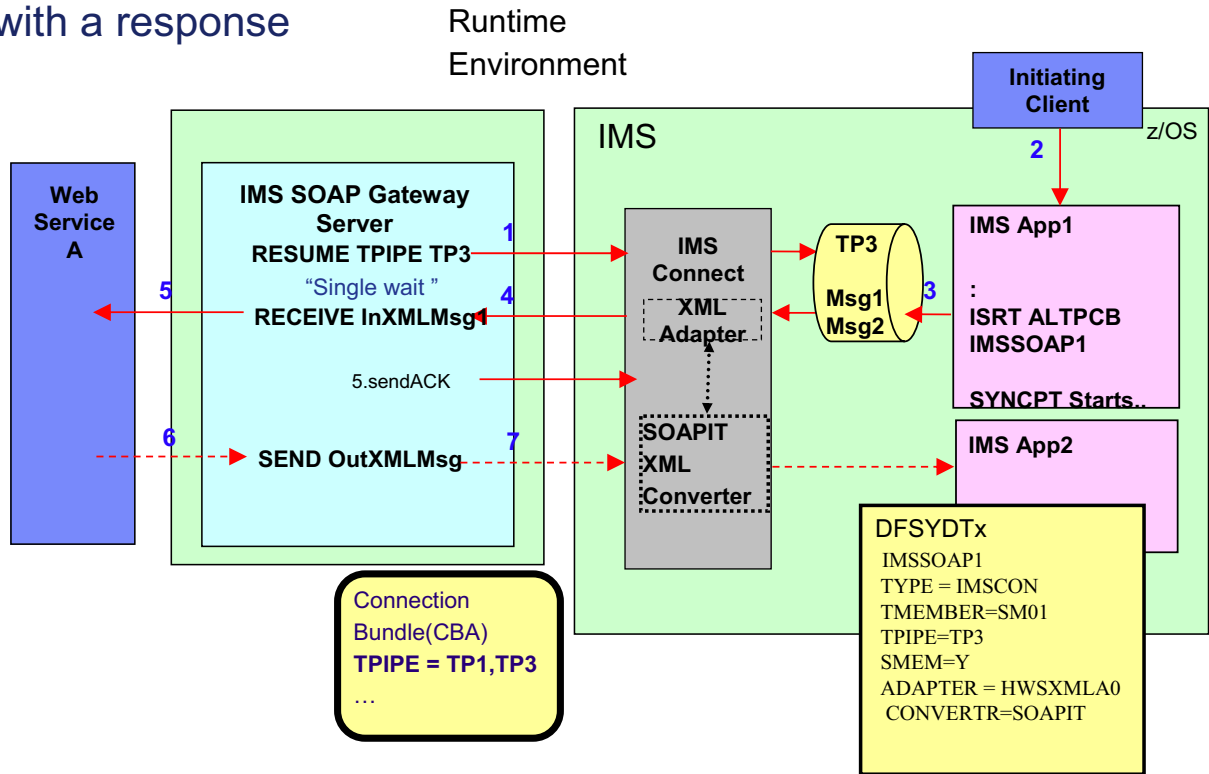 with a response
Runtime
Environment
Initiating
Client
IMS
z/OS
2
Web
Service
A
IMS SOAP Gateway
Server
RESUME TPIPE TP3
1
"Single wait "
RECEIVE InXMLMsg1
4
5
5.sendACK
6
SEND OutXMLMsg
7
IMS
Connect
XML
Adapter
SOAPIT
XML
Converter
TP3
Msg1
Msg2
3
IMS App1
:
ISRT ALTPCB
IMSSOAP1
SYNCPT Starts..
IMS App2
DFSYDTx
IMSSOAP1
TYPE = IMSCON
TMEMBER=SM01
TPIPE=TP3
SMEM=Y
ADAPTER = HWSXMLA0
CONVERTR=SOAPIT
Connection
Bundle(CBA)
TPIPE = TP1,TP3
…